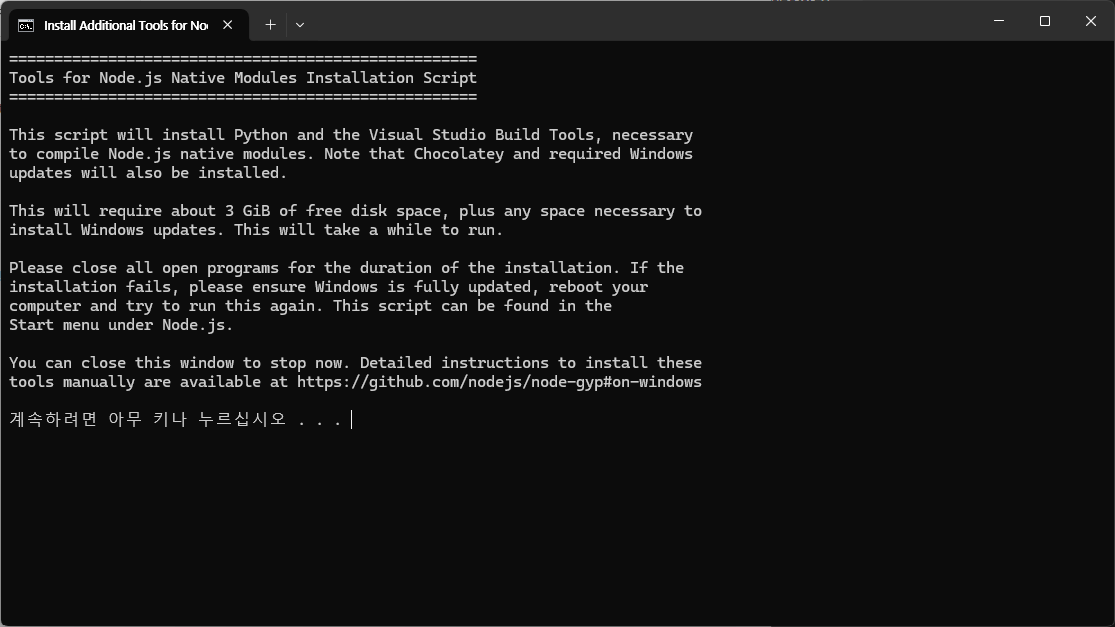 Install Additional Tools for No
====================================================
Tools for Node.js Native Modules Installation Script
====================================================
This script will install Python and the Visual Studio Build Tools, necessary
to compile Node.js native modules. Note that Chocolatey and required Windows
updates will also be installed.
This will require about 3 GiB of free disk space, plus any space necessary to
install Windows updates. This will take a while to run.
Please close all open programs for the duration of the installation. If the
installation fails, please ensure Windows is fully updated, reboot your
computer and try to run this again. This script can be found in the
Start menu under Node.js.
You can close this window to stop now. Detailed instructions to install these
tools manually are available at https://github.com/nodejs/node-gyp#on-windows
계속하려면 아무 키나 누르십시오 . . .